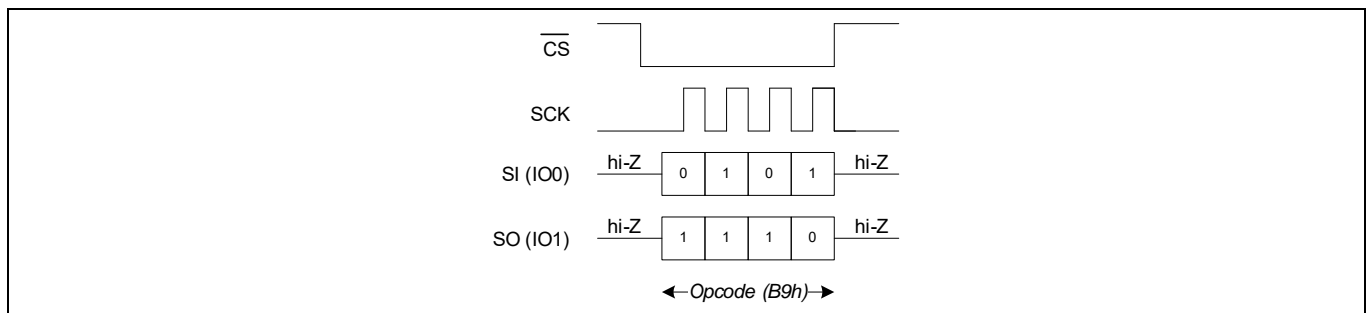 CS
SCK
SI (IO0) hi-Z 0 1 0 1 hi-Z
SO (IO1) hi-Z 1 1 1 0 hi-Z
Opcode (B9h)